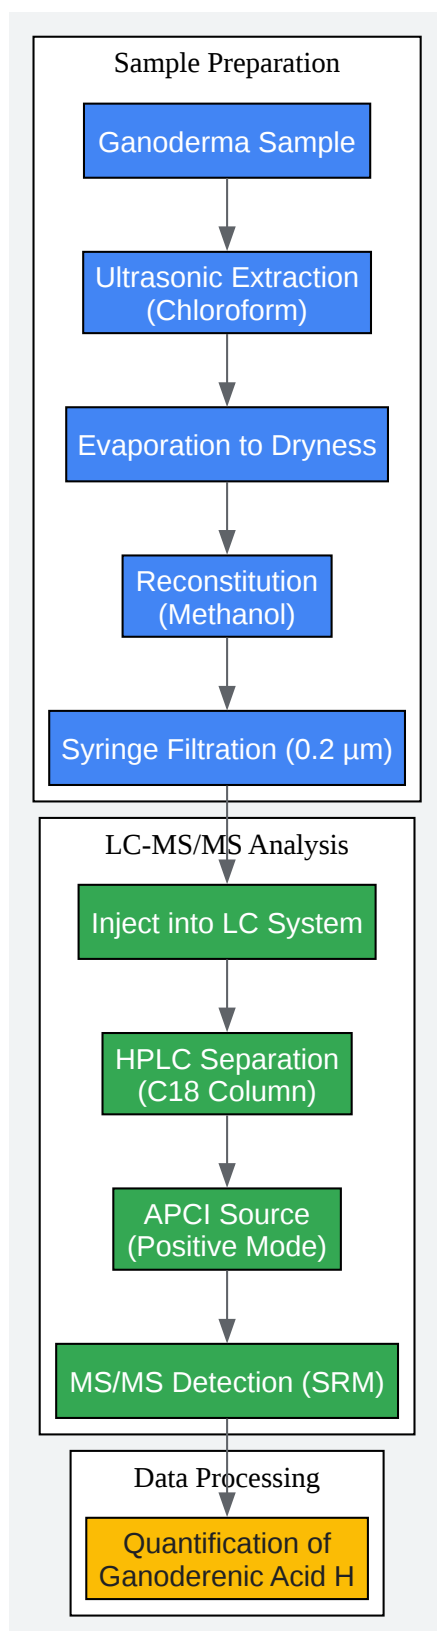 Sample Preparation
Ganoderma Sample
Ultrasonic Extraction
(Chloroform)
Evaporation to Dryness
Reconstitution
(Methanol)
Syringe Filtration (0.2 µm)
LC-MS/MS Analysis
Inject into LC System
HPLC Separation
(C18 Column)
APCI Source
(Positive Mode)
MS/MS Detection (SRM)
Data Processing
Quantification of
Ganoderenic Acid H